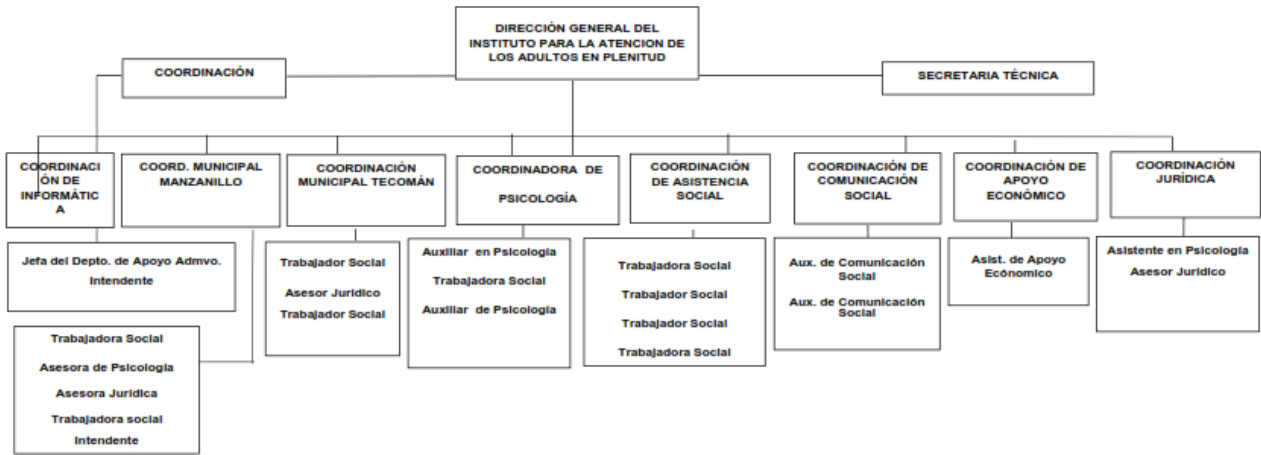 DIRECCIÓN GENERAL DEL
INSTITUTO PARA LA ATENCION DE
LOS ADULTOS EN PLENITUD
COORDINACIÓN
SECRETARIA TÉCNICA
COORDINACI
ÓN DE
INFORMÁTIC
A
COORD. MUNICIPAL
MANZANILLO
COORDINACIÓN
MUNICIPAL TECOMÁN
COORDINADORA DE
PSICOLOGÍA
COORDINACIÓN
DE ASISTENCIA
SOCIAL
COORDINACIÓN DE
COMUNICACIÓN
SOCIAL
COORDINACIÓN DE
APOYO
ECONÓMICO
COORDINACIÓN
JURÍDICA
Jefa del Depto. de Apoyo Admvo.
Intendente
Trabajador Social
Asesor Jurídico
Trabajador Social
Auxiliar en Psicología
Trabajadora Social
Auxiliar de Psicología
Trabajadora Social
Trabajador Social
Trabajador Social
Trabajadora Social
Aux. de Comunicación
Social
Aux. de Comunicación
Social
Asist. de Apoyo
Ecónomico
Asistente en Psicología
Asesor Jurídico
Trabajadora Social
Asesora de Psicología
Asesora Jurídica
Trabajadora social
Intendente